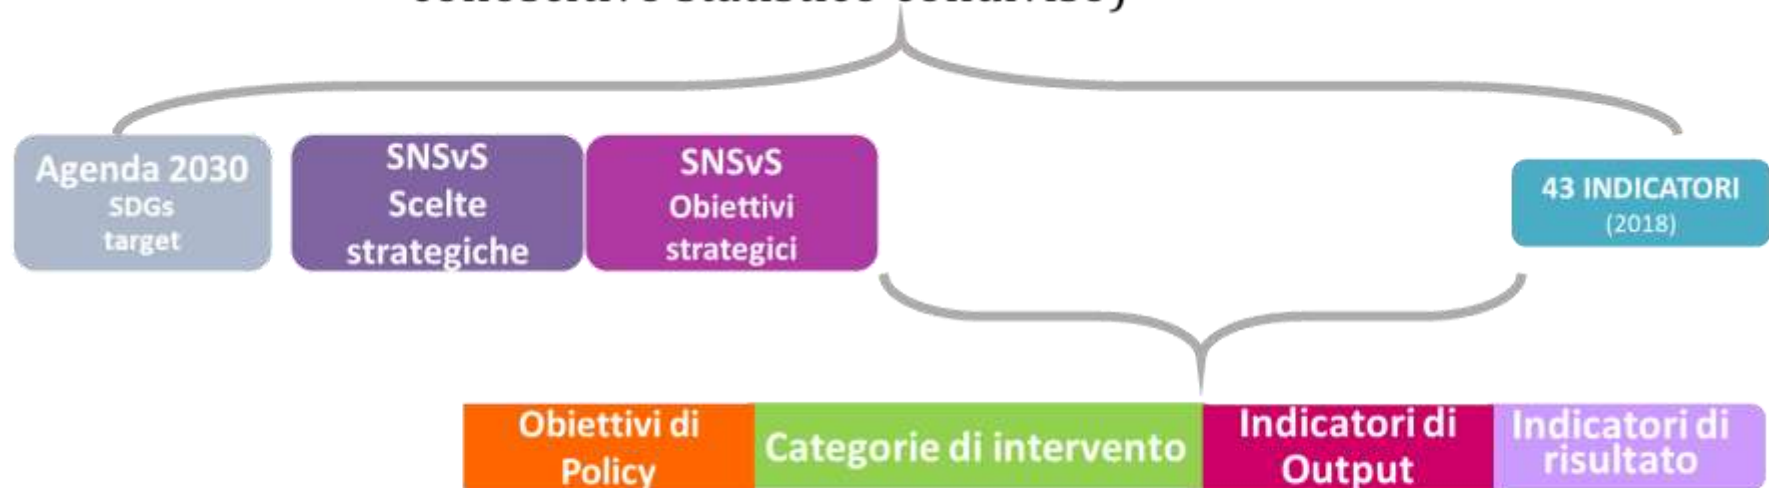 Agenda 2030
SDGs
target
SNSvS
Scelte
strategiche
SNSvS
Obiettivi
strategici
43 INDICATORI
(2018)
Obiettivi di
Policy
Categorie di intervento
Indicatori di
Output
Indicatori di
risultato